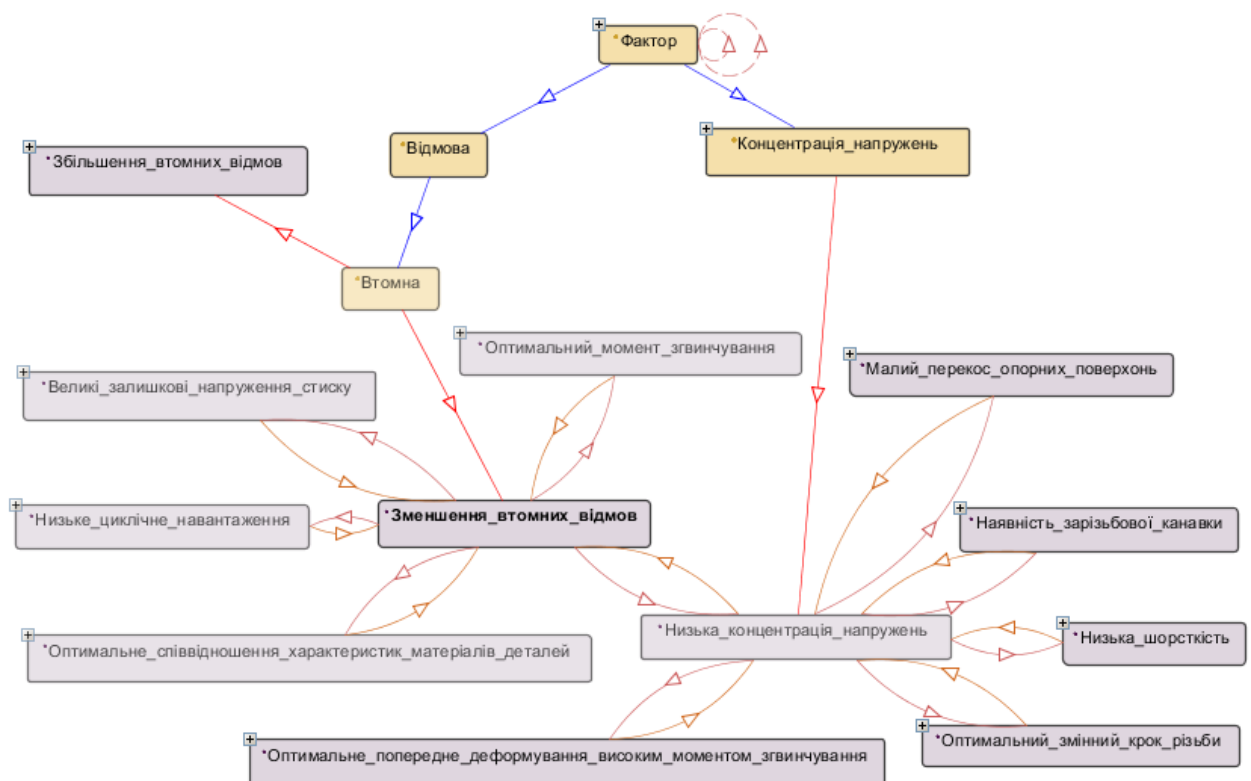 Фактор
Відмова
Концентрація_напружень
Збільшення_втомних_відмов
Втомна
Оптимальний_момент_згвинчування
Малий_перекос_опорних_поверхонь
Великі_залишкові_напруження_стиску
Низьке_циклічне_навантаження
Зменшення_втомних_відмов
Наявність_зарізьбової_канавки
Низька_концентрація_напружень
Низька_шорсткість
Оптимальне_співвідношення_характеристик_матеріалів_деталей
Оптимальний_змінний_крок_різьби
Оптимальне_попереднє_деформування_високим_моментом_згвинчування